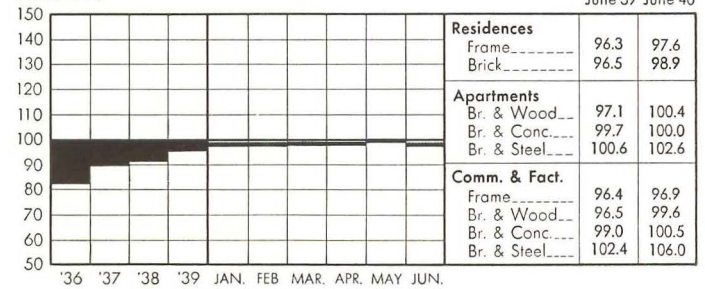 June 39 June 40
150
140
130
120
110
100
90
80
70
60
50
'36 '37 '38 '39 JAN. FEB MAR. APR. MAY JUN.
Residences
Frame 96.3 97.6
Brick 96.5 98.9
Apartments
Br. & Wood 97.1 100.4
Br. & Conc. 99.7 100.0
Br. & Steel 100.6 102.6
Comm. & Fact.
Frame 96.4 96.9
Br. & Wood 96.5 99.6
Br. & Conc. 99.0 100.5
Br. & Steel 102.4 106.0